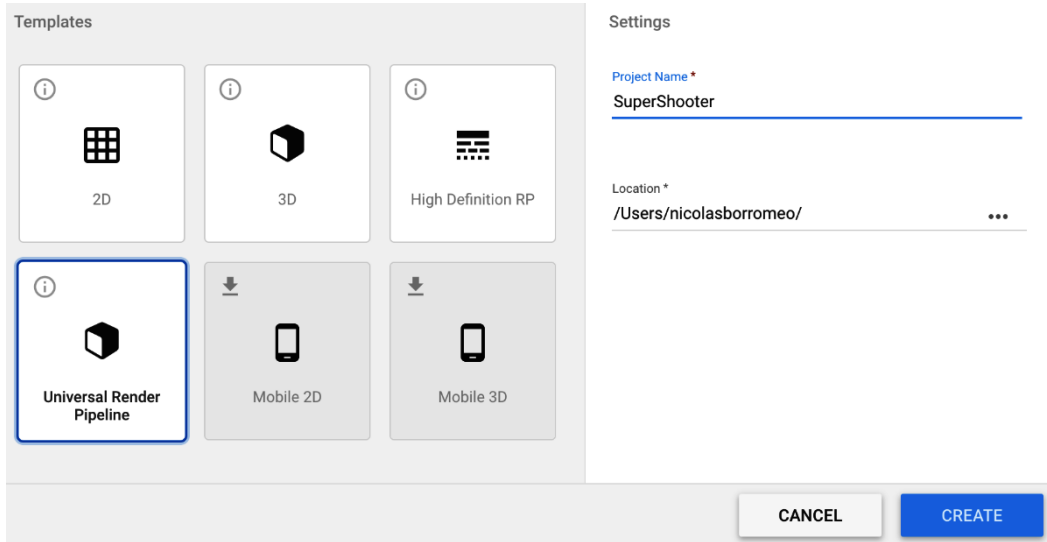 Templates
Settings
Project Name *
SuperShooter
2D
3D
High Definition RP
Location *
/Users/nicolasborromeo/
Universal Render
Pipeline
Mobile 2D
Mobile 3D
CANCEL
CREATE